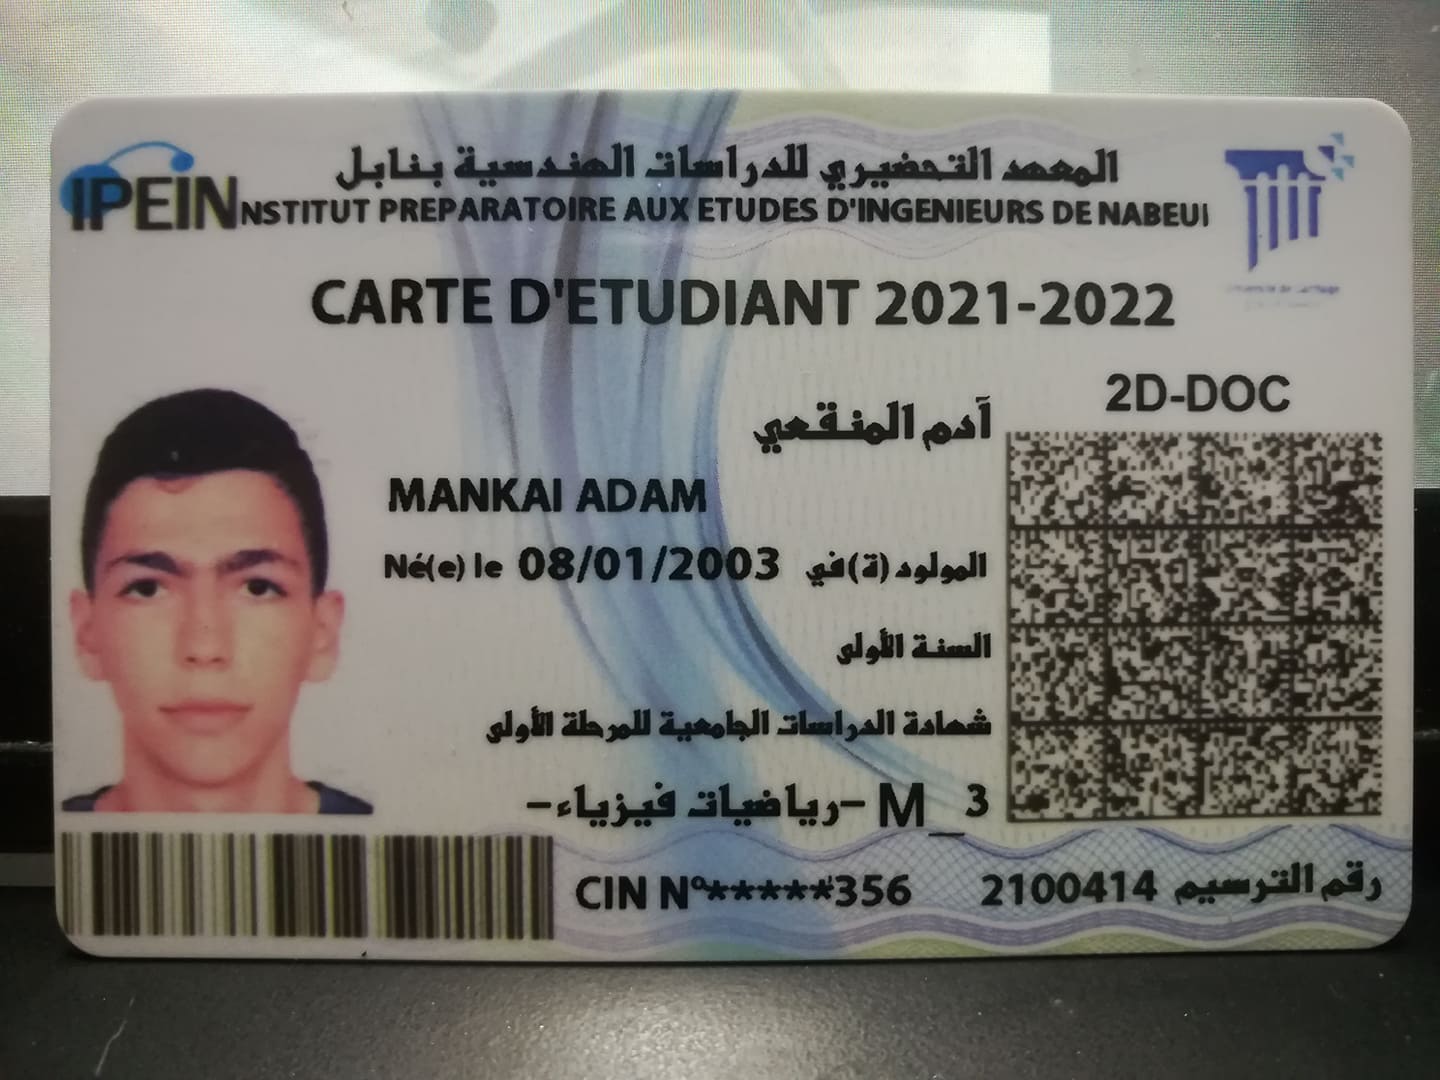 المعهد التحضيري للدراسات الهندسية بنابل
IPEIN
INSTITUT PREPARATOIRE AUX ETUDES D'INGENIEURS DE NABEUL
CARTE D'ETUDIANT 2021-2022
2D-DOC
آدم المنقعي
MANKAI ADAM
Né(e) le 08/01/2003 المولود (ة) في
السنة الأولى
شهادة الدراسات الجامعية للمرحلة الأولى
-رياضيات فيزياء- M_3
CIN N°*****356
رقم الترسيم 2100414